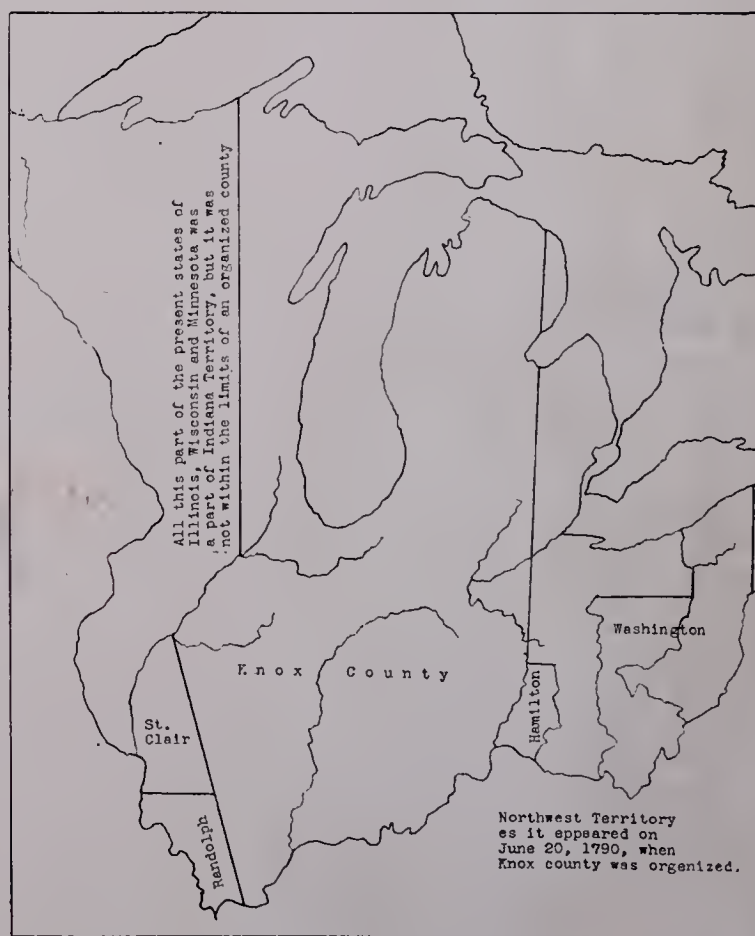 All this part of the present states of
Illinois, Wisconsin and Minnesota was
a part of Indiana Territory, but it was
not within the limits of an organized county
Washington
Knox County
Hamilton
St.
Clair
Randolph
Northwest Territory
es it eppeared on
June 20, 1790, when
Knox county was organized.